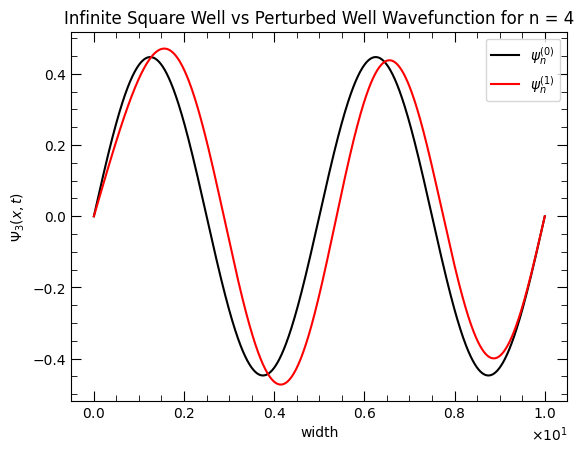 Infinite Square Well vs Perturbed Well Wavefunction for n = 4
ψₙ⁽⁰⁾
ψₙ⁽¹⁾
Ψ₃(x, t)
0.4
0.2
0.0
−0.2
−0.4
0.0 0.2 0.4 0.6 0.8 1.0
width
×10¹